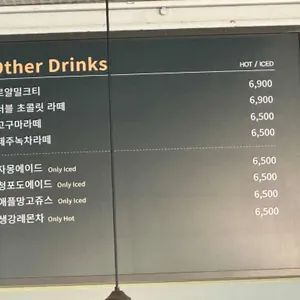 Other Drinks
HOT / ICED
로얄밀크티 6,900
더블 초콜릿 라떼 6,900
고구마라떼 6,500
제주녹차라떼 6,500
자몽에이드 Only Iced 6,500
청포도에이드 Only Iced 6,500
애플망고쥬스 Only Iced 6,500
생강레몬차 Only Hot 6,500